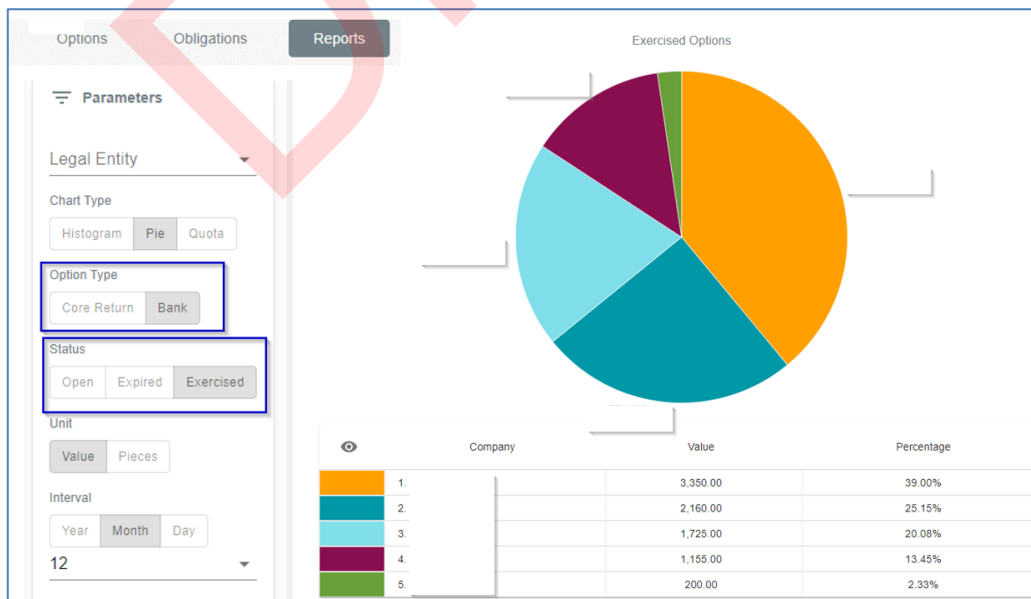 Options Obligations Reports
Exercised Options
Parameters
Legal Entity
Chart Type
Histogram Pie Quota
Option Type
Core Return Bank
Status
Open Expired Exercised
Unit
Value Pieces
Interval
Year Month Day
12
Company Value Percentage
1. 3,350.00 39.00%
2. 2,160.00 25.15%
3. 1,725.00 20.08%
4. 1,155.00 13.45%
5. 200.00 2.33%